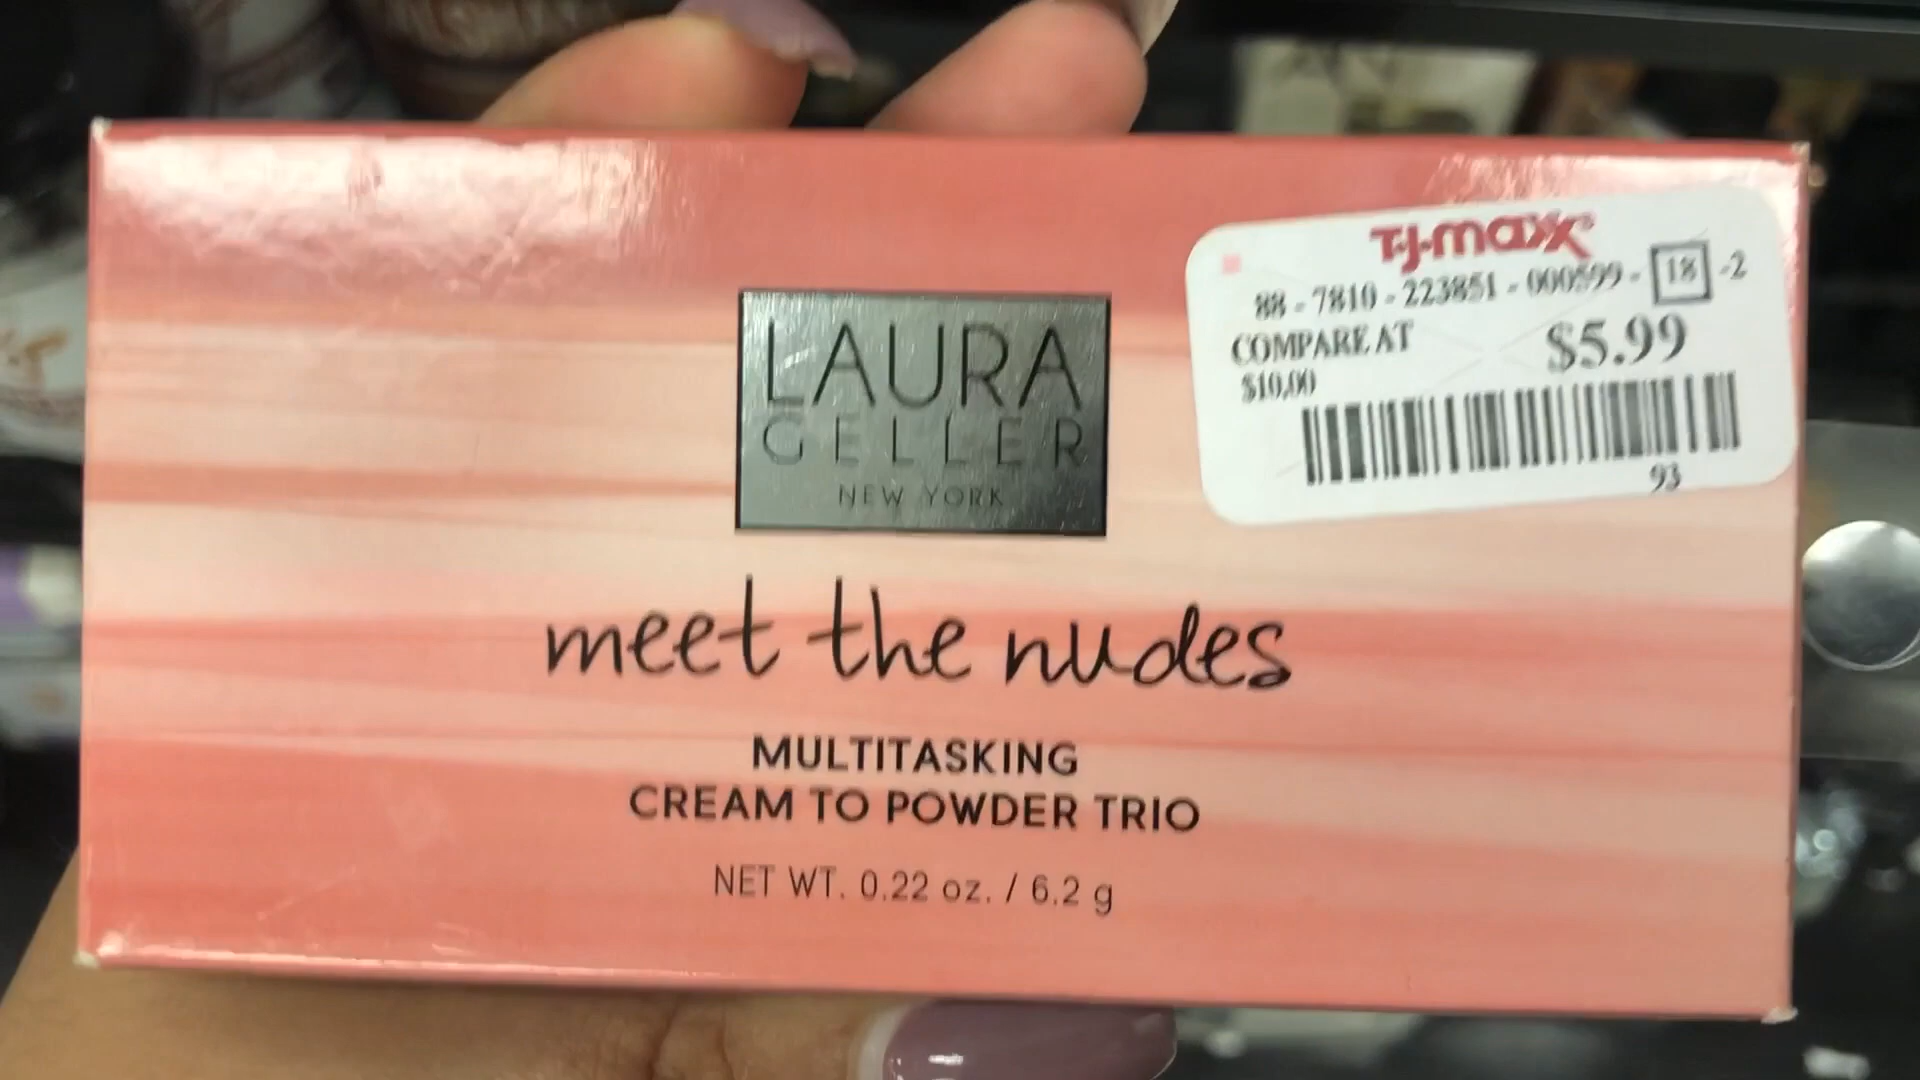 T·J·maxx
88 - 7810 - 223851 - 000599 - 18 -2
COMPARE AT $5.99
$10.00
93
LAURA
GELLER
NEW YORK
meet the nudes
MULTITASKING
CREAM TO POWDER TRIO
NET WT. 0.22 oz. / 6.2 g